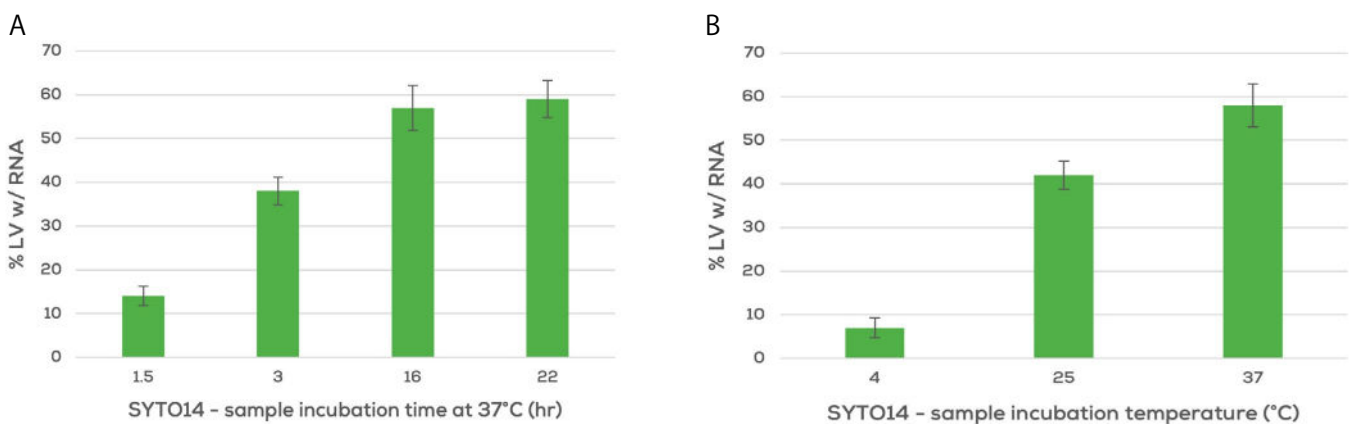 A
70
60
50
40
30
20
10
0
% LV w/ RNA
1.5 3 16 22
SYTO14 - sample incubation time at 37°C (hr)
B
70
60
50
40
30
20
10
0
% LV w/ RNA
4 25 37
SYTO14 - sample incubation temperature (°C)